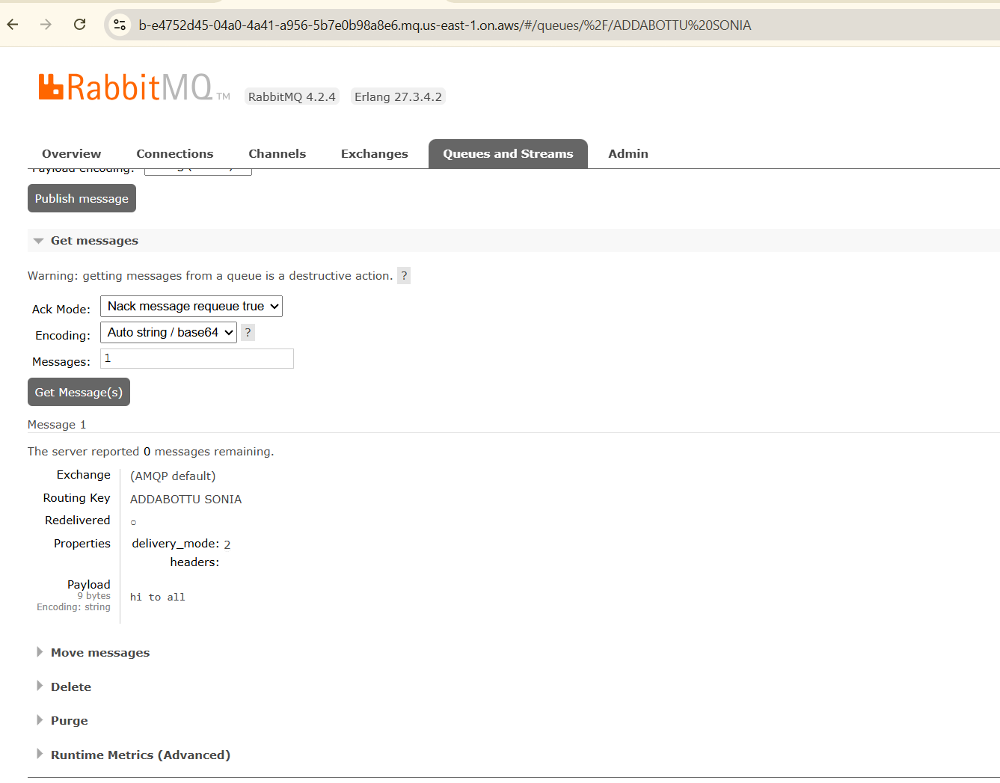 b-e4752d45-04a0-4a41-a956-5b7e0b98a8e6.mq.us-east-1.on.aws/#/queues/%2F/ADDABOTTU%20SONIA
RabbitMQ TM RabbitMQ 4.2.4 Erlang 27.3.4.2
Overview Connections Channels Exchanges Queues and Streams Admin
Payload encoding:
Publish message
Get messages
Warning: getting messages from a queue is a destructive action. ?
Ack Mode: Nack message requeue true
Encoding: Auto string / base64 ?
Messages: 1
Get Message(s)
Message 1
The server reported 0 messages remaining.
Exchange (AMQP default)
Routing Key ADDABOTTU SONIA
Redelivered ○
Properties delivery_mode: 2
headers:
Payload
9 bytes
hi to all
Encoding: string
Move messages
Delete
Purge
Runtime Metrics (Advanced)